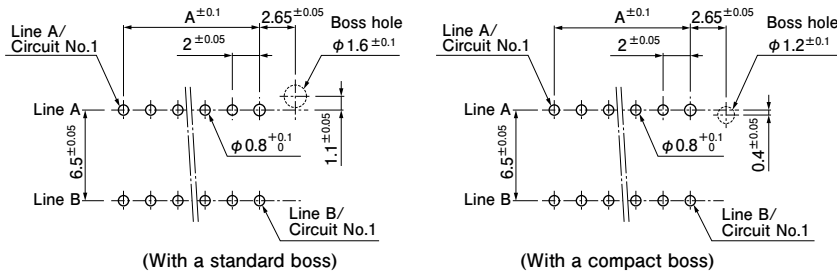 A±0.1
2.65±0.05
Line A/
Circuit No.1
2±0.05
Boss hole
φ1.6±0.1
Line A
6.5±0.05
φ0.8+0.1 0
1.1±0.05
Line B
Line B/
Circuit No.1
(With a standard boss)
A±0.1
2.65±0.05
Line A/
Circuit No.1
2±0.05
Boss hole
φ1.2±0.1
Line A
6.5±0.05
φ0.8+0.1 0
0.4±0.05
Line B
Line B/
Circuit No.1
(With a compact boss)